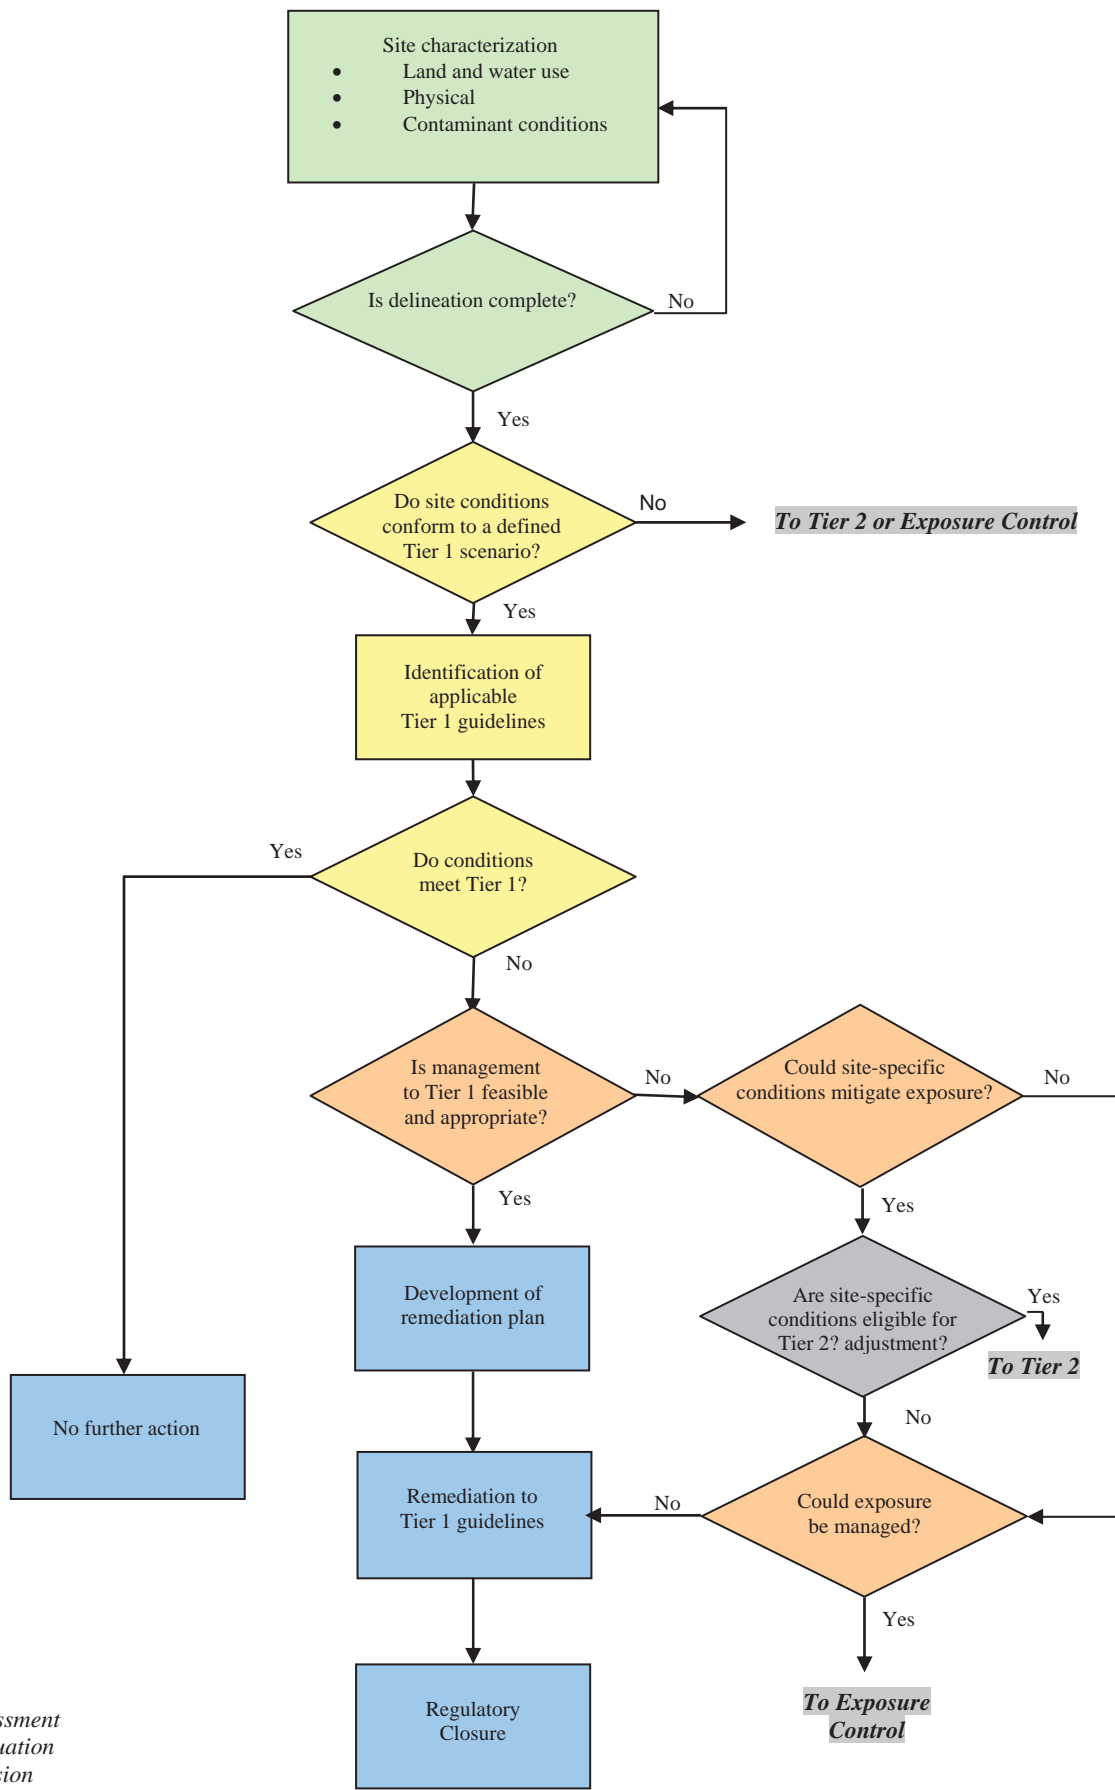 Site characterization
• Land and water use
• Physical
• Contaminant conditions
Is delineation complete?
No
Yes
Do site conditions
conform to a defined
Tier 1 scenario?
No
To Tier 2 or Exposure Control
Yes
Identification of
applicable
Tier 1 guidelines
Yes
Do conditions
meet Tier 1?
No
Is management
to Tier 1 feasible
and appropriate?
No
Could site-specific
conditions mitigate exposure?
No
Yes
Yes
Development of
remediation plan
Are site-specific
conditions eligible for
Tier 2? adjustment?
Yes
To Tier 2
No further action
No
Remediation to
Tier 1 guidelines
No
Could exposure
be managed?
Yes
Regulatory
Closure
To Exposure
Control
ssment
uation
sion